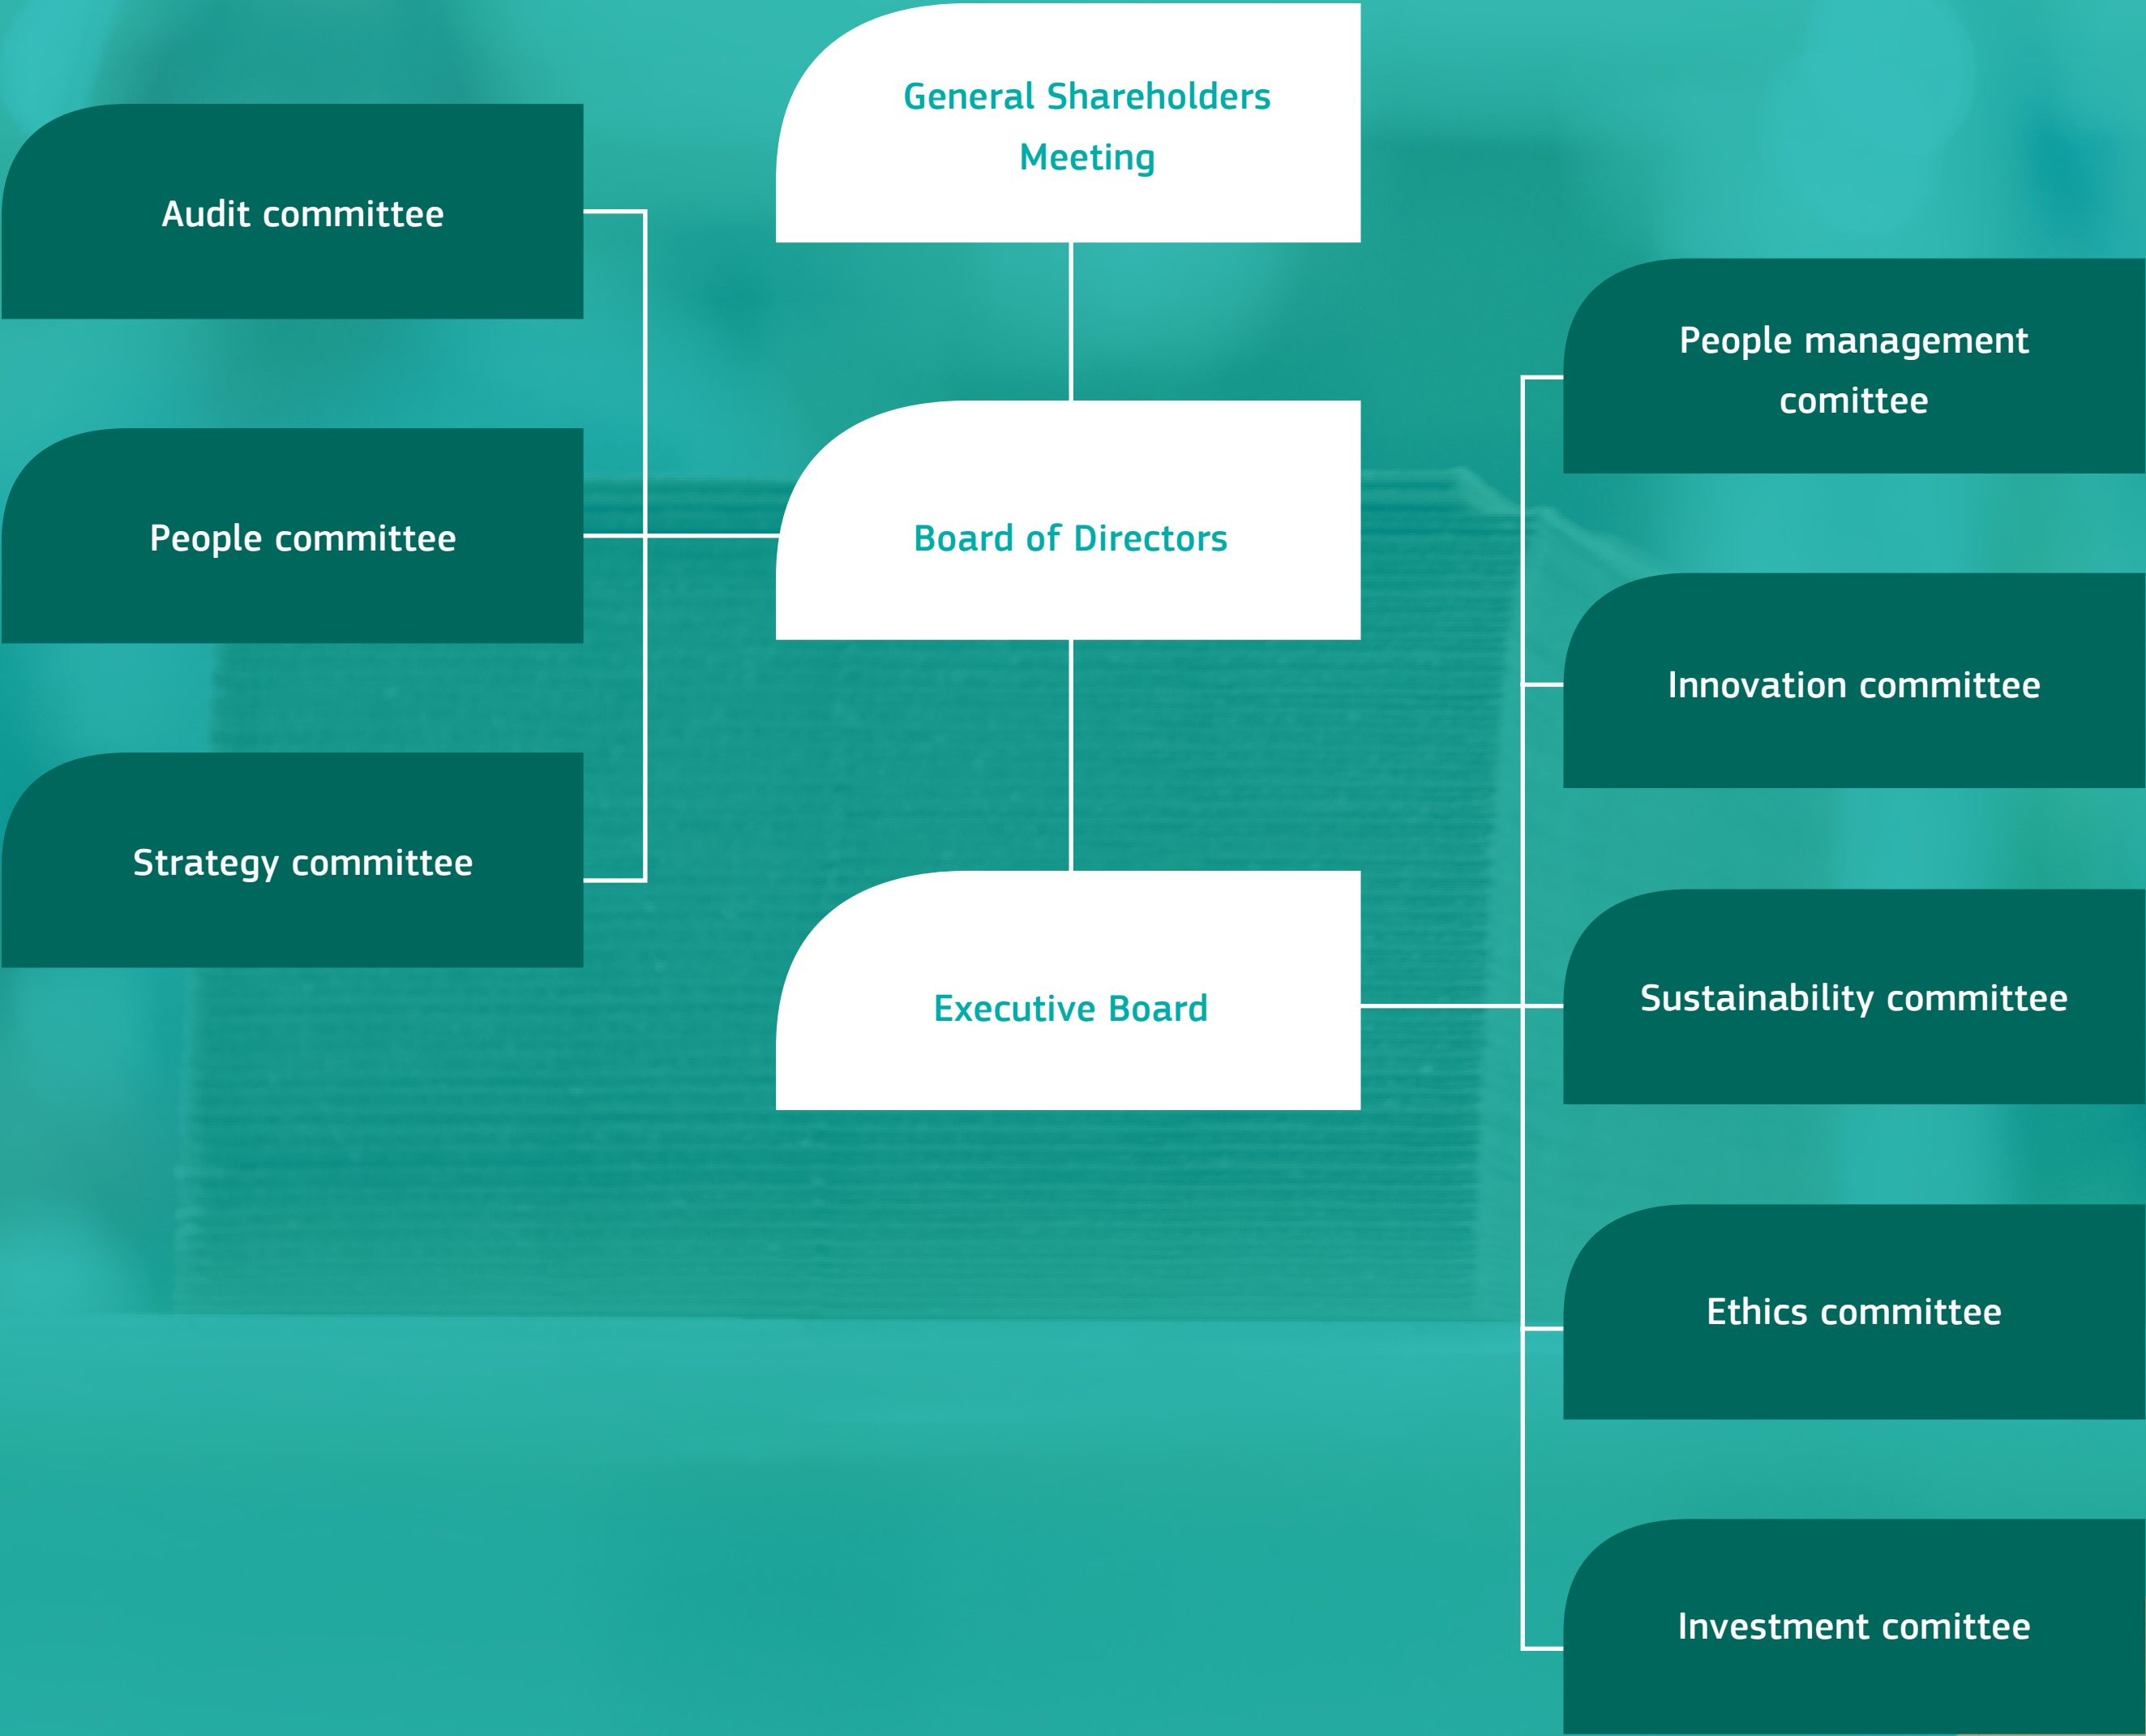 General Shareholders
Meeting
Audit committee
People management
comittee
People committee
Board of Directors
Innovation committee
Strategy committee
Sustainability committee
Executive Board
Ethics committee
Investment comittee